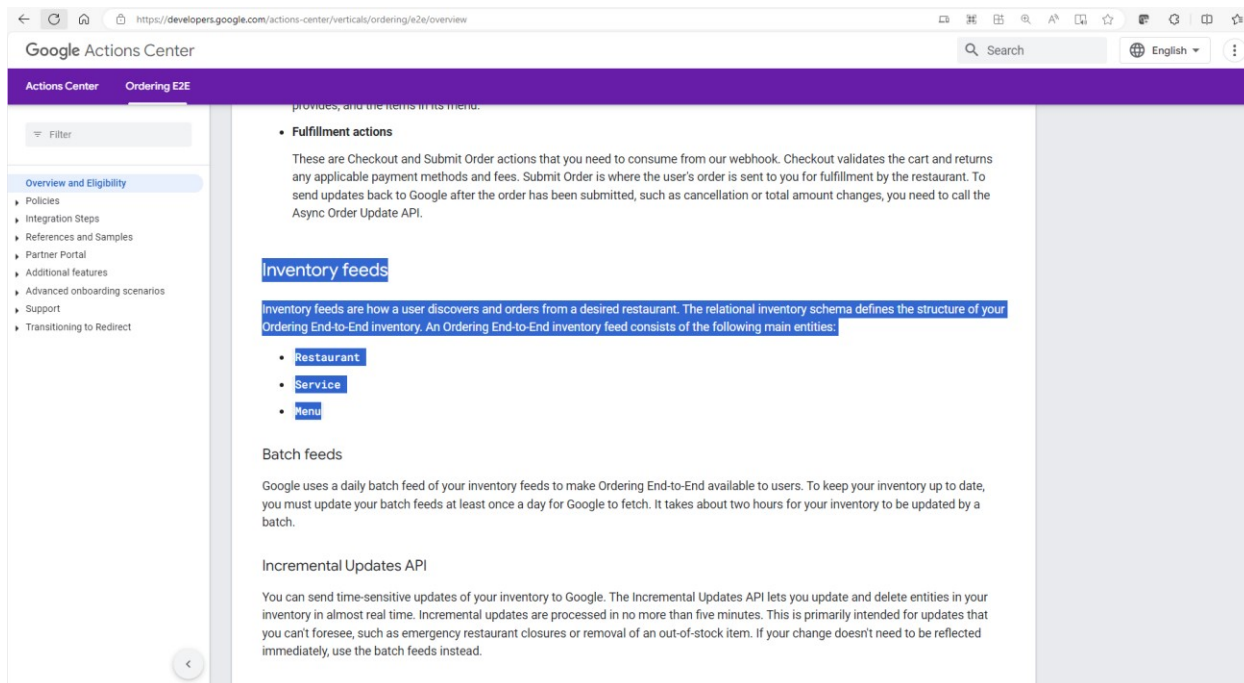 https://developers.google.com/actions-center/verticals/ordering/e2e/overview
Google Actions Center
Search
English
Actions Center
Ordering E2E
Filter
Overview and Eligibility
Policies
Integration Steps
References and Samples
Partner Portal
Additional features
Advanced onboarding scenarios
Support
Transitioning to Redirect
provides, and the items in its menu.
• Fulfillment actions
These are Checkout and Submit Order actions that you need to consume from our webhook. Checkout validates the cart and returns
any applicable payment methods and fees. Submit Order is where the user's order is sent to you for fulfillment by the restaurant. To
send updates back to Google after the order has been submitted, such as cancellation or total amount changes, you need to call the
Async Order Update API.
Inventory feeds
Inventory feeds are how a user discovers and orders from a desired restaurant. The relational inventory schema defines the structure of your
Ordering End-to-End inventory. An Ordering End-to-End inventory feed consists of the following main entities:
• Restaurant
• Service
• Menu
Batch feeds
Google uses a daily batch feed of your inventory feeds to make Ordering End-to-End available to users. To keep your inventory up to date,
you must update your batch feeds at least once a day for Google to fetch. It takes about two hours for your inventory to be updated by a
batch.
Incremental Updates API
You can send time-sensitive updates of your inventory to Google. The Incremental Updates API lets you update and delete entities in your
inventory in almost real time. Incremental updates are processed in no more than five minutes. This is primarily intended for updates that
you can't foresee, such as emergency restaurant closures or removal of an out-of-stock item. If your change doesn't need to be reflected
immediately, use the batch feeds instead.